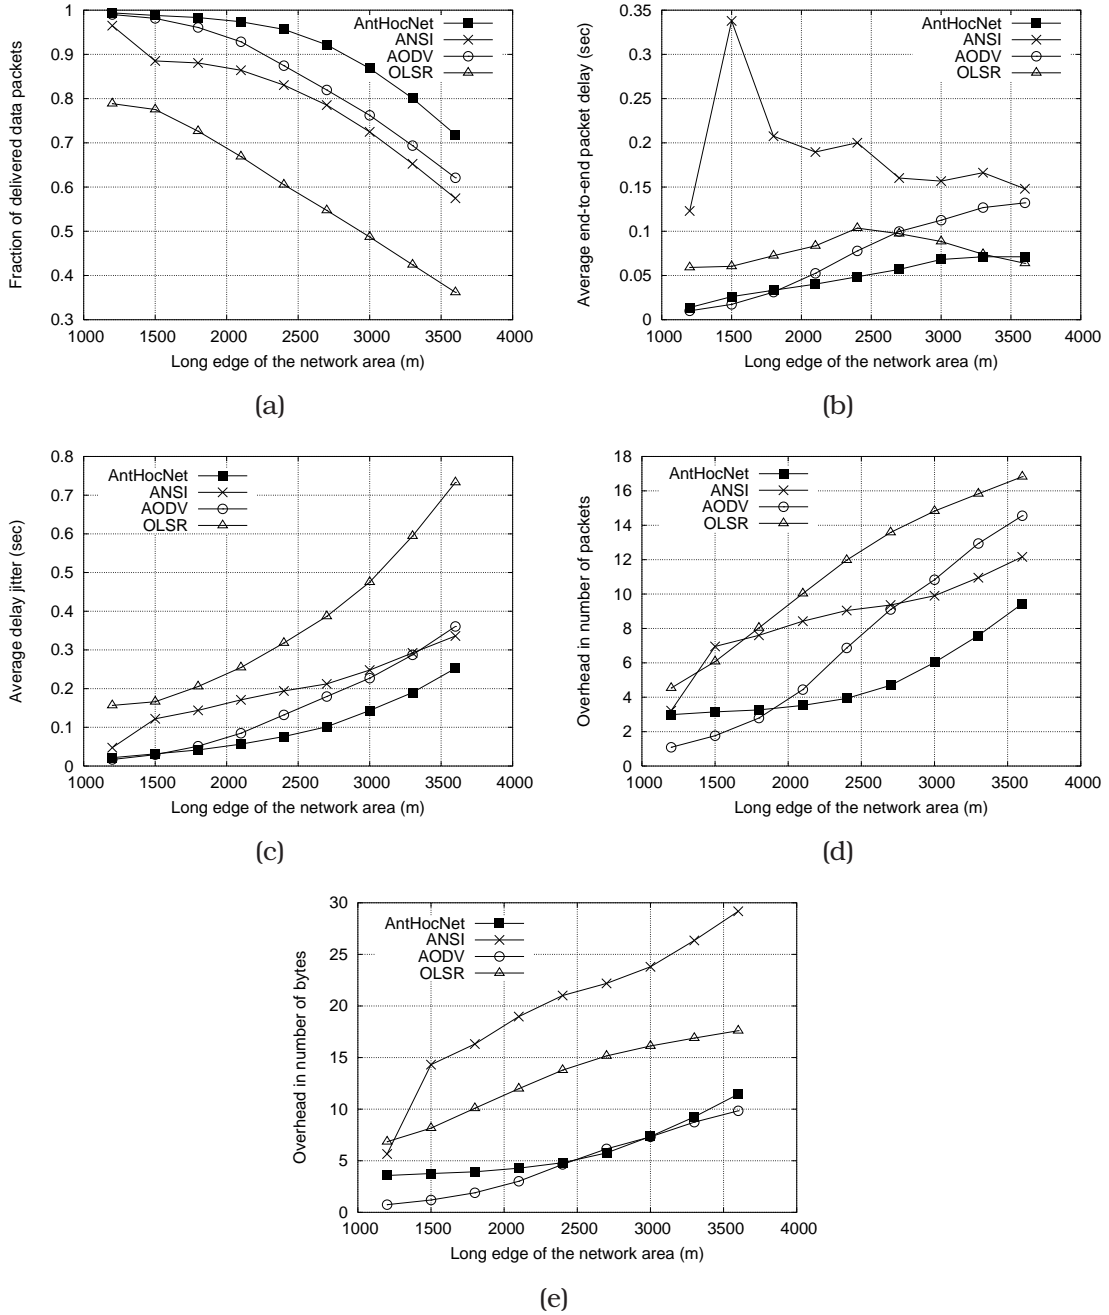 Fraction of delivered data packets
1
0.9
0.8
0.7
0.6
0.5
0.4
0.3
1000 1500 2000 2500 3000 3500 4000
Long edge of the network area (m)
AntHocNet
ANSI
AODV
OLSR
(a)
Average end-to-end packet delay (sec)
0.35
0.3
0.25
0.2
0.15
0.1
0.05
0
1000 1500 2000 2500 3000 3500 4000
Long edge of the network area (m)
AntHocNet
ANSI
AODV
OLSR
(b)
Average delay jitter (sec)
0.8
0.7
0.6
0.5
0.4
0.3
0.2
0.1
0
1000 1500 2000 2500 3000 3500 4000
Long edge of the network area (m)
AntHocNet
ANSI
AODV
OLSR
(c)
Overhead in number of packets
18
16
14
12
10
8
6
4
2
0
1000 1500 2000 2500 3000 3500 4000
Long edge of the network area (m)
AntHocNet
ANSI
AODV
OLSR
(d)
Overhead in number of bytes
30
25
20
15
10
5
0
1000 1500 2000 2500 3000 3500 4000
Long edge of the network area (m)
AntHocNet
ANSI
AODV
OLSR
(e)